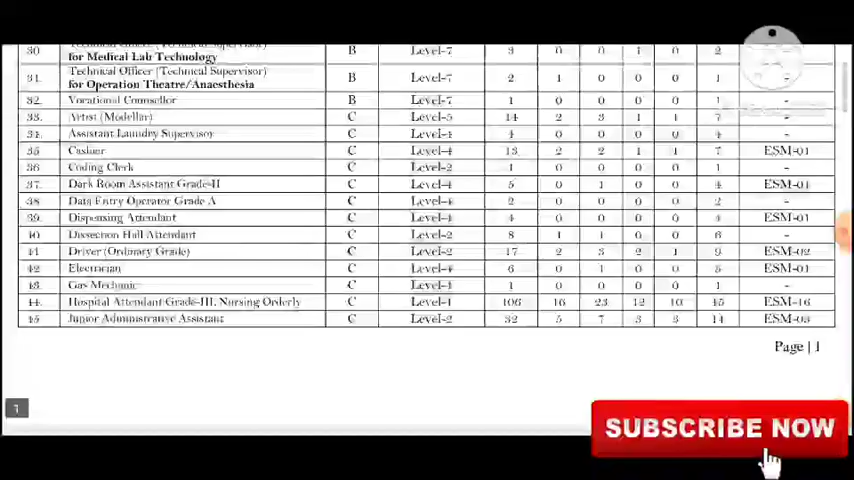 30 Technical Officer (Technical Supervisor) B Level-7 3 0 0 1 0 2 -
for Medical Lab Technology
31. Technical Officer (Technical Supervisor) B Level-7 2 1 0 0 0 1 -
for Operation Theatre/Anaesthesia
32. Vocational Counsellor B Level-7 1 0 0 0 0 1 -
33. Artist (Modellar) C Level-5 14 2 3 1 1 7 -
34. Assistant Laundry Supervisor C Level-4 4 0 0 0 0 4 -
35 Cashier C Level-4 13 2 2 1 1 7 ESM-01
36 Coding Clerk C Level-2 1 0 0 0 0 1 -
37. Dark Room Assistant Grade-II C Level-4 5 0 1 0 0 4 ESM-01
38 Data Entry Operator Grade A C Level-4 2 0 0 0 0 2 -
39. Dispensing Attendant C Level-4 4 0 0 0 0 4 ESM-01
40 Dissection Hall Attendant C Level-2 8 1 1 0 0 6 -
41 Driver (Ordinary Grade) C Level-2 17 2 3 2 1 9 ESM-02
42 Electrician C Level-4 6 0 1 0 0 5 ESM-01
43. Gas Mechanic C Level-4 1 0 0 0 0 1 -
44. Hospital Attendant Grade-III, Nursing Orderly C Level-1 106 16 23 12 10 45 ESM-16
45 Junior Administrative Assistant C Level-2 32 5 7 3 3 14 ESM-03
Page | 1
1
SUBSCRIBE NOW